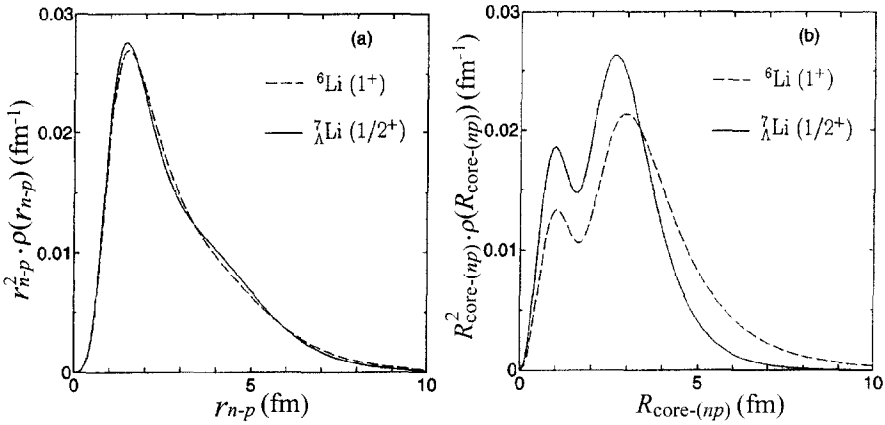 (a)
0.03
0.02
0.01
0
r²ₙ₋ₚ · ρ(rₙ₋ₚ) (fm⁻¹)
⁶Li (1⁺)
⁷ΛLi (1/2⁺)
0 5 10
rₙ₋ₚ (fm)
(b)
0.03
0.02
0.01
0.00
R²core-(np) · ρ(Rcore-(np)) (fm⁻¹)
⁶Li (1⁺)
⁷ΛLi (1/2⁺)
0 5 10
Rcore-(np) (fm)